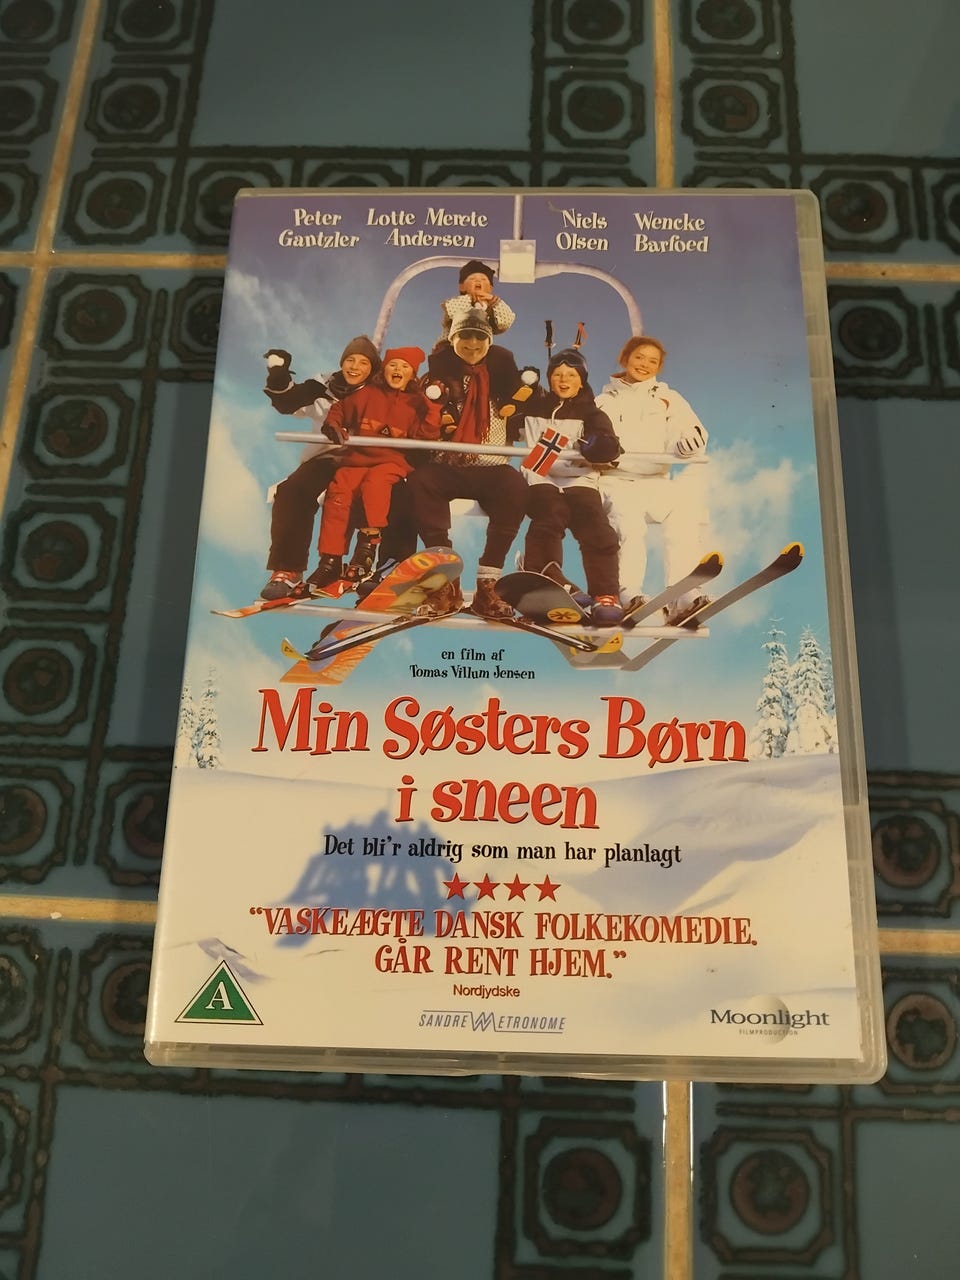 Peter Gantzler
Lotte Merete Andersen
Niels Olsen
Wencke Barfoed
en film af
Tomas Villum Jensen
Min Søsters Børn
i sneen
Det bli'r aldrig som man har planlagt
★★★★
"VASKEÆGTE DANSK FOLKEKOMEDIE.
GÅR RENT HJEM."
Nordjydske
A
SANDREW METRONOME
Moonlight
FILMPRODUCTION